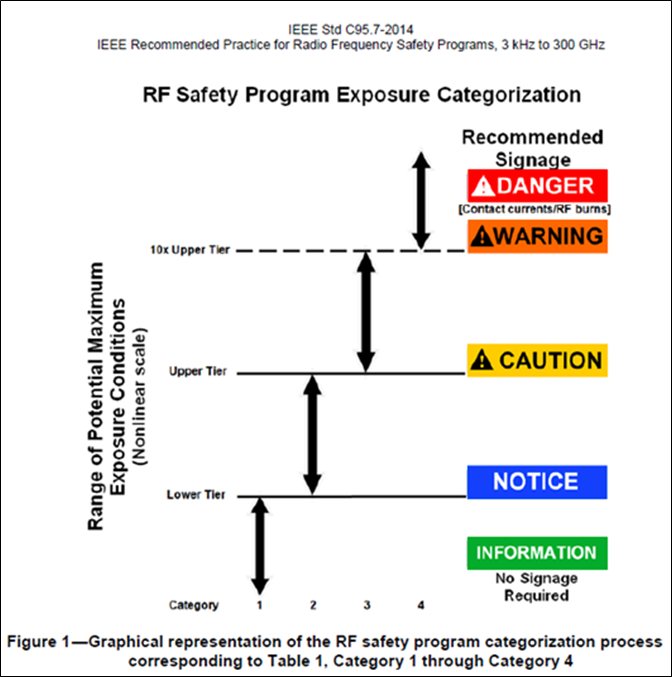 IEEE Std C95.7-2014
IEEE Recommended Practice for Radio Frequency Safety Programs, 3 kHz to 300 GHz
RF Safety Program Exposure Categorization
Recommended
Signage
DANGER
[Contact currents/RF burns]
WARNING
10x Upper Tier
Range of Potential Maximum
Exposure Conditions
(Nonlinear scale)
CAUTION
Upper Tier
NOTICE
Lower Tier
INFORMATION
No Signage
Required
Category 1 2 3 4
Figure 1—Graphical representation of the RF safety program categorization process
corresponding to Table 1, Category 1 through Category 4